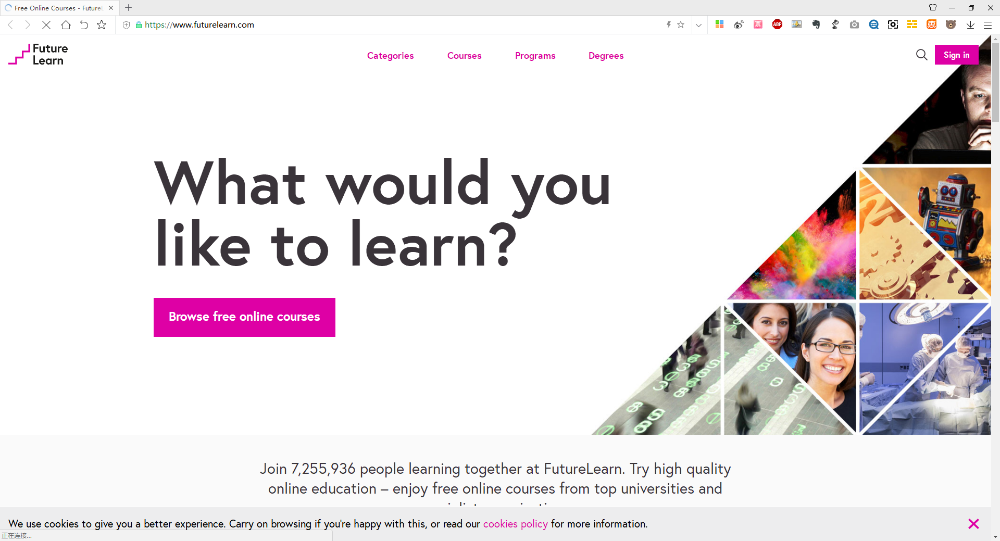 Free Online Courses - FutureL
https://www.futurelearn.com
票
ABP
惠
Future
Learn
Categories
Courses
Programs
Degrees
Sign in
What would you
like to learn?
Browse free online courses
Join 7,255,936 people learning together at FutureLearn. Try high quality
online education – enjoy free online courses from top universities and
We use cookies to give you a better experience. Carry on browsing if you're happy with this, or read our cookies policy for more information.
正在连接...